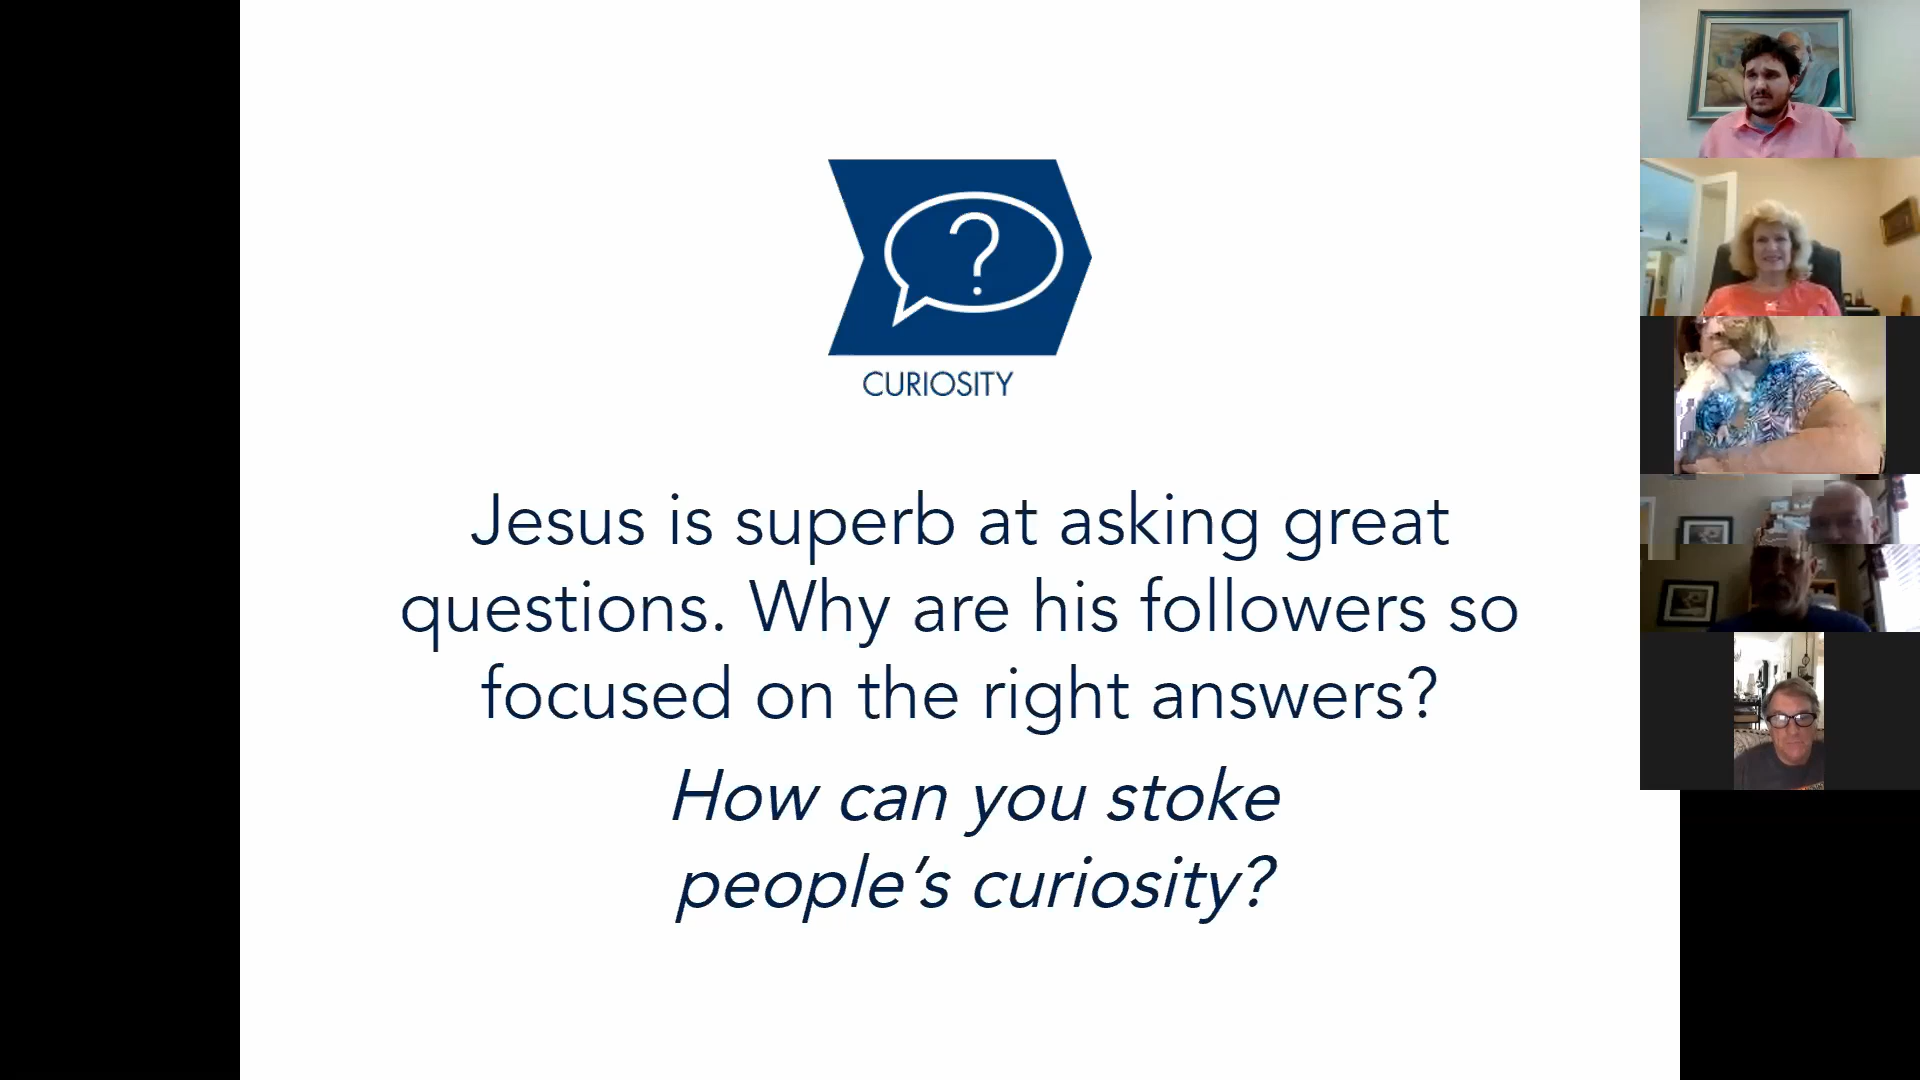 ?
CURIOSITY
Jesus is superb at asking great
questions. Why are his followers so
focused on the right answers?
How can you stoke
people’s curiosity?